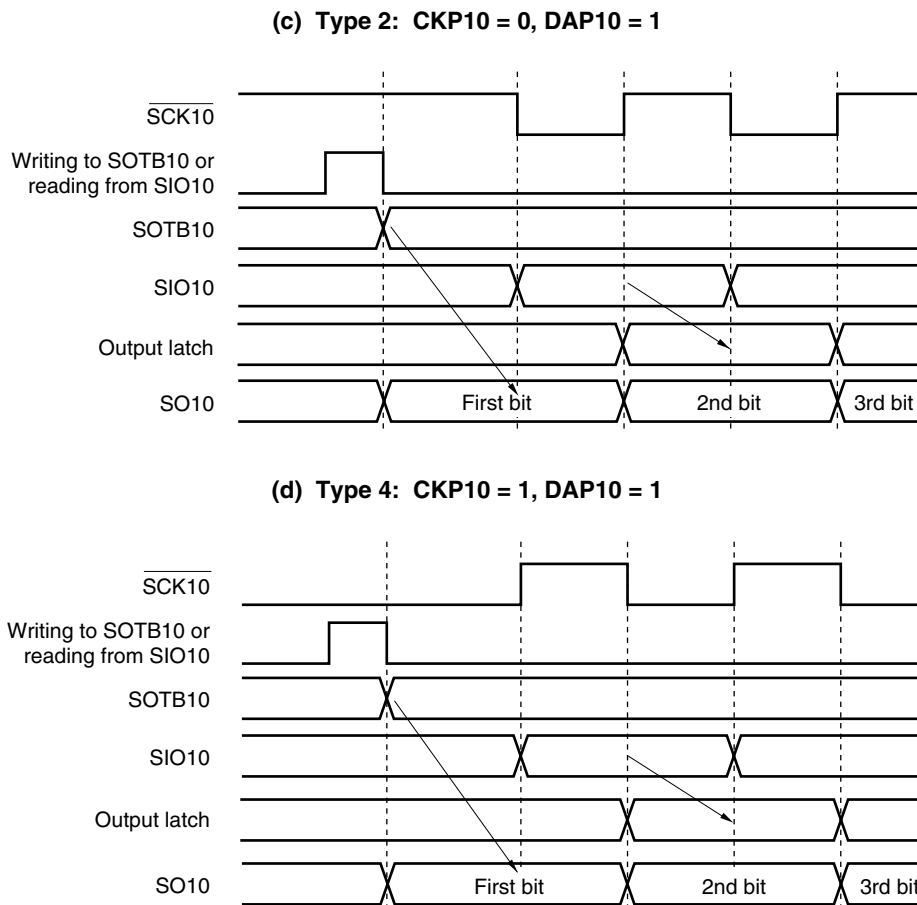 (c) Type 2: CKP10 = 0, DAP10 = 1
SCK10
Writing to SOTB10 or
reading from SIO10
SOTB10
SIO10
Output latch
SO10
First bit
2nd bit
3rd bit
(d) Type 4: CKP10 = 1, DAP10 = 1
SCK10
Writing to SOTB10 or
reading from SIO10
SOTB10
SIO10
Output latch
SO10
First bit
2nd bit
3rd bit